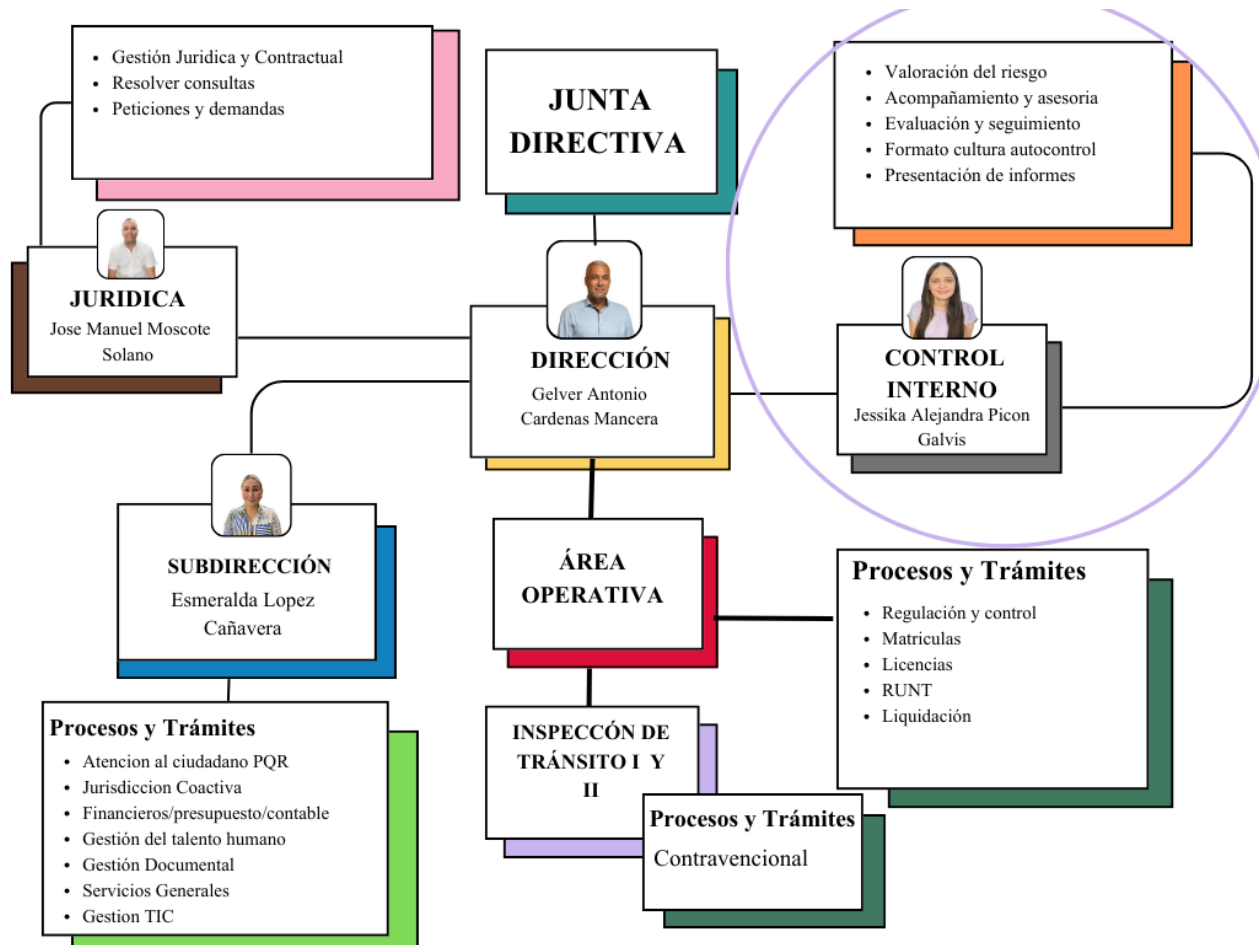 • Gestión Juridica y Contractual
• Resolver consultas
• Peticiones y demandas
JUNTA
DIRECTIVA
• Valoración del riesgo
• Acompañamiento y asesoria
• Evaluación y seguimiento
• Formato cultura autocontrol
• Presentación de informes
JURIDICA
Jose Manuel Moscote
Solano
DIRECCIÓN
Gelver Antonio
Cardenas Mancera
CONTROL
INTERNO
Jessika Alejandra Picon
Galvis
SUBDIRECCIÓN
Esmeralda Lopez
Cañavera
ÁREA
OPERATIVA
Procesos y Trámites
• Regulación y control
• Matriculas
• Licencias
• RUNT
• Liquidación
Procesos y Trámites
• Atencion al ciudadano PQR
• Jurisdiccion Coactiva
• Financieros/presupuesto/contable
• Gestión del talento humano
• Gestión Documental
• Servicios Generales
• Gestion TIC
INSPECCÓN DE
TRÁNSITO I Y
II
Procesos y Trámites
Contravencional